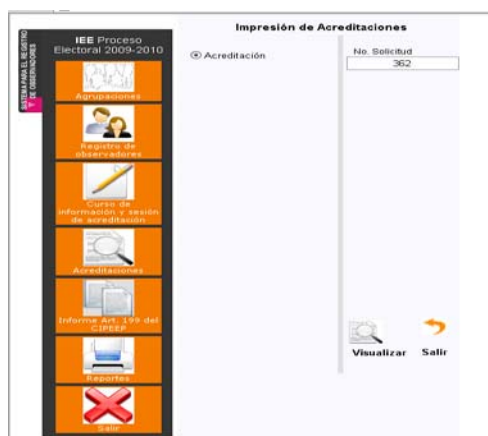 SISTEMA PARA EL REGISTRO
DE OBSERVADORES
IEE Proceso
Electoral 2009-2010
Agrupaciones
Registro de
observadores
Curso de
información y sesión
de acreditación
Acreditaciones
Informe Art. 199 del
CIPEEP
Reportes
Salir
Impresión de Acreditaciones
Acreditación
No. Solicitud
362
Visualizar
Salir